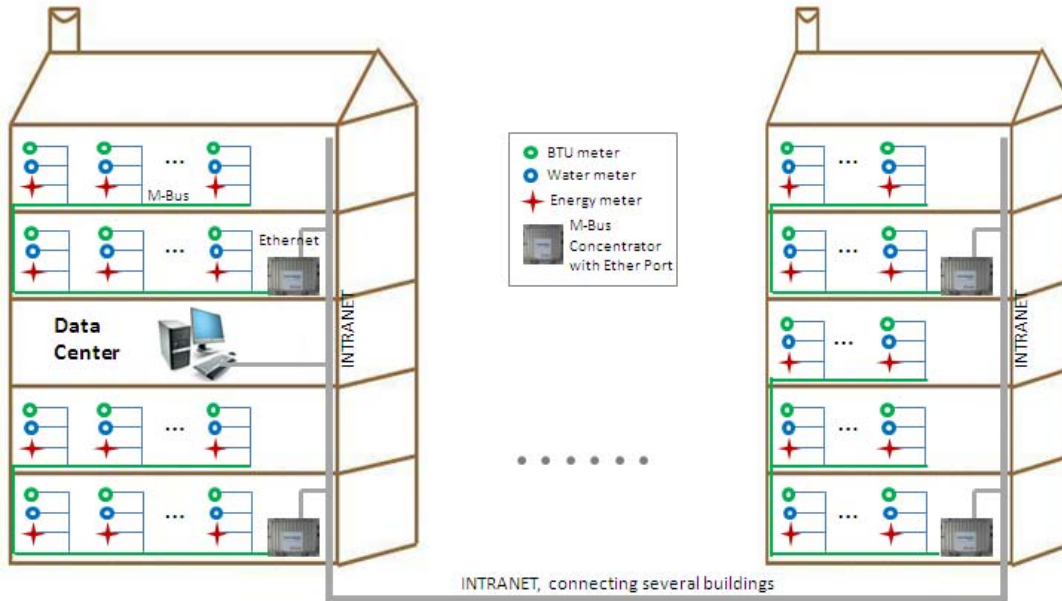 M-Bus
Ethernet
Data
Center
INTRANET
BTU meter
Water meter
Energy meter
M-Bus
Concentrator
with Ether Port
INTRANET
INTRANET, connecting several buildings